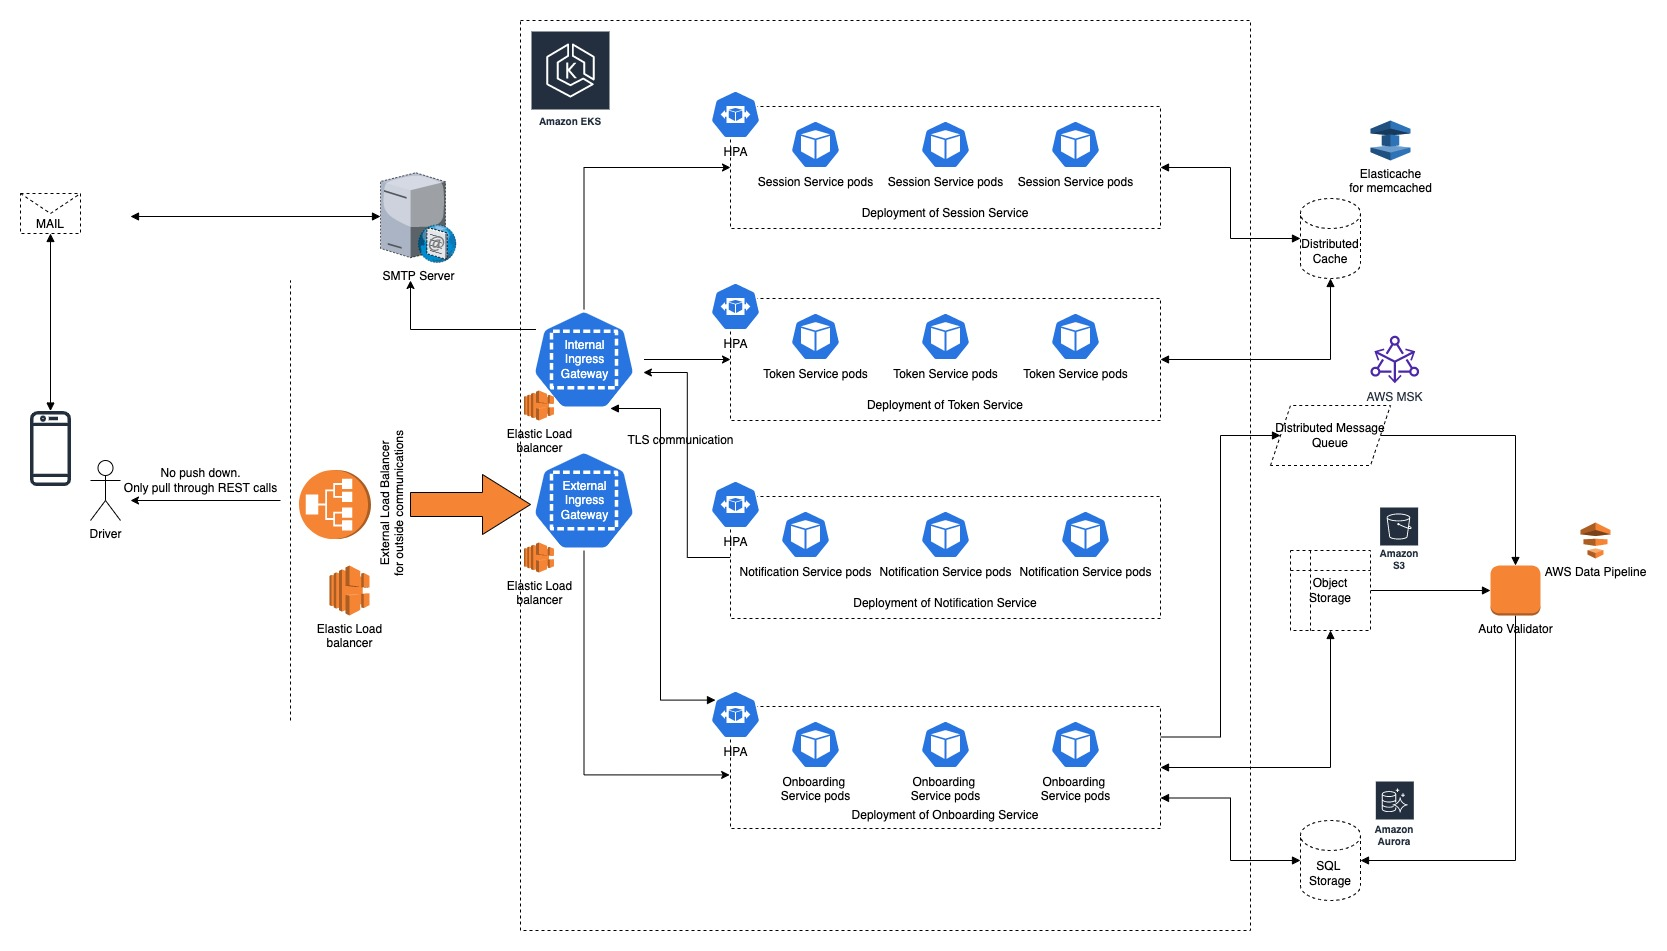 Amazon EKS
HPA
Session Service pods
Session Service pods
Session Service pods
Deployment of Session Service
Elasticache
for memcached
MAIL
SMTP Server
Distributed
Cache
HPA
Internal
Ingress
Gateway
Token Service pods
Token Service pods
Token Service pods
Deployment of Token Service
AWS MSK
Elastic Load
balancer
TLS communication
Distributed Message
Queue
No push down.
Only pull through REST calls
Driver
External Load Balancer
for outside communications
External
Ingress
Gateway
HPA
Notification Service pods
Notification Service pods
Notification Service pods
Deployment of Notification Service
Elastic Load
balancer
Elastic Load
balancer
Amazon
S3
Object
Storage
AWS Data Pipeline
Auto Validator
HPA
Onboarding
Service pods
Onboarding
Service pods
Onboarding
Service pods
Deployment of Onboarding Service
Amazon
Aurora
SQL
Storage